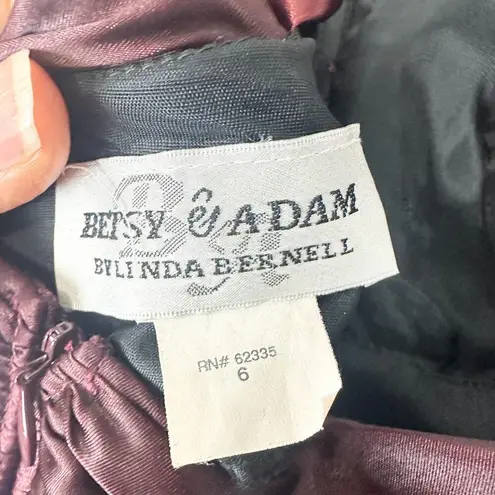 BETSY & ADAM
BY LINDA BERNELL
RN# 62335
6